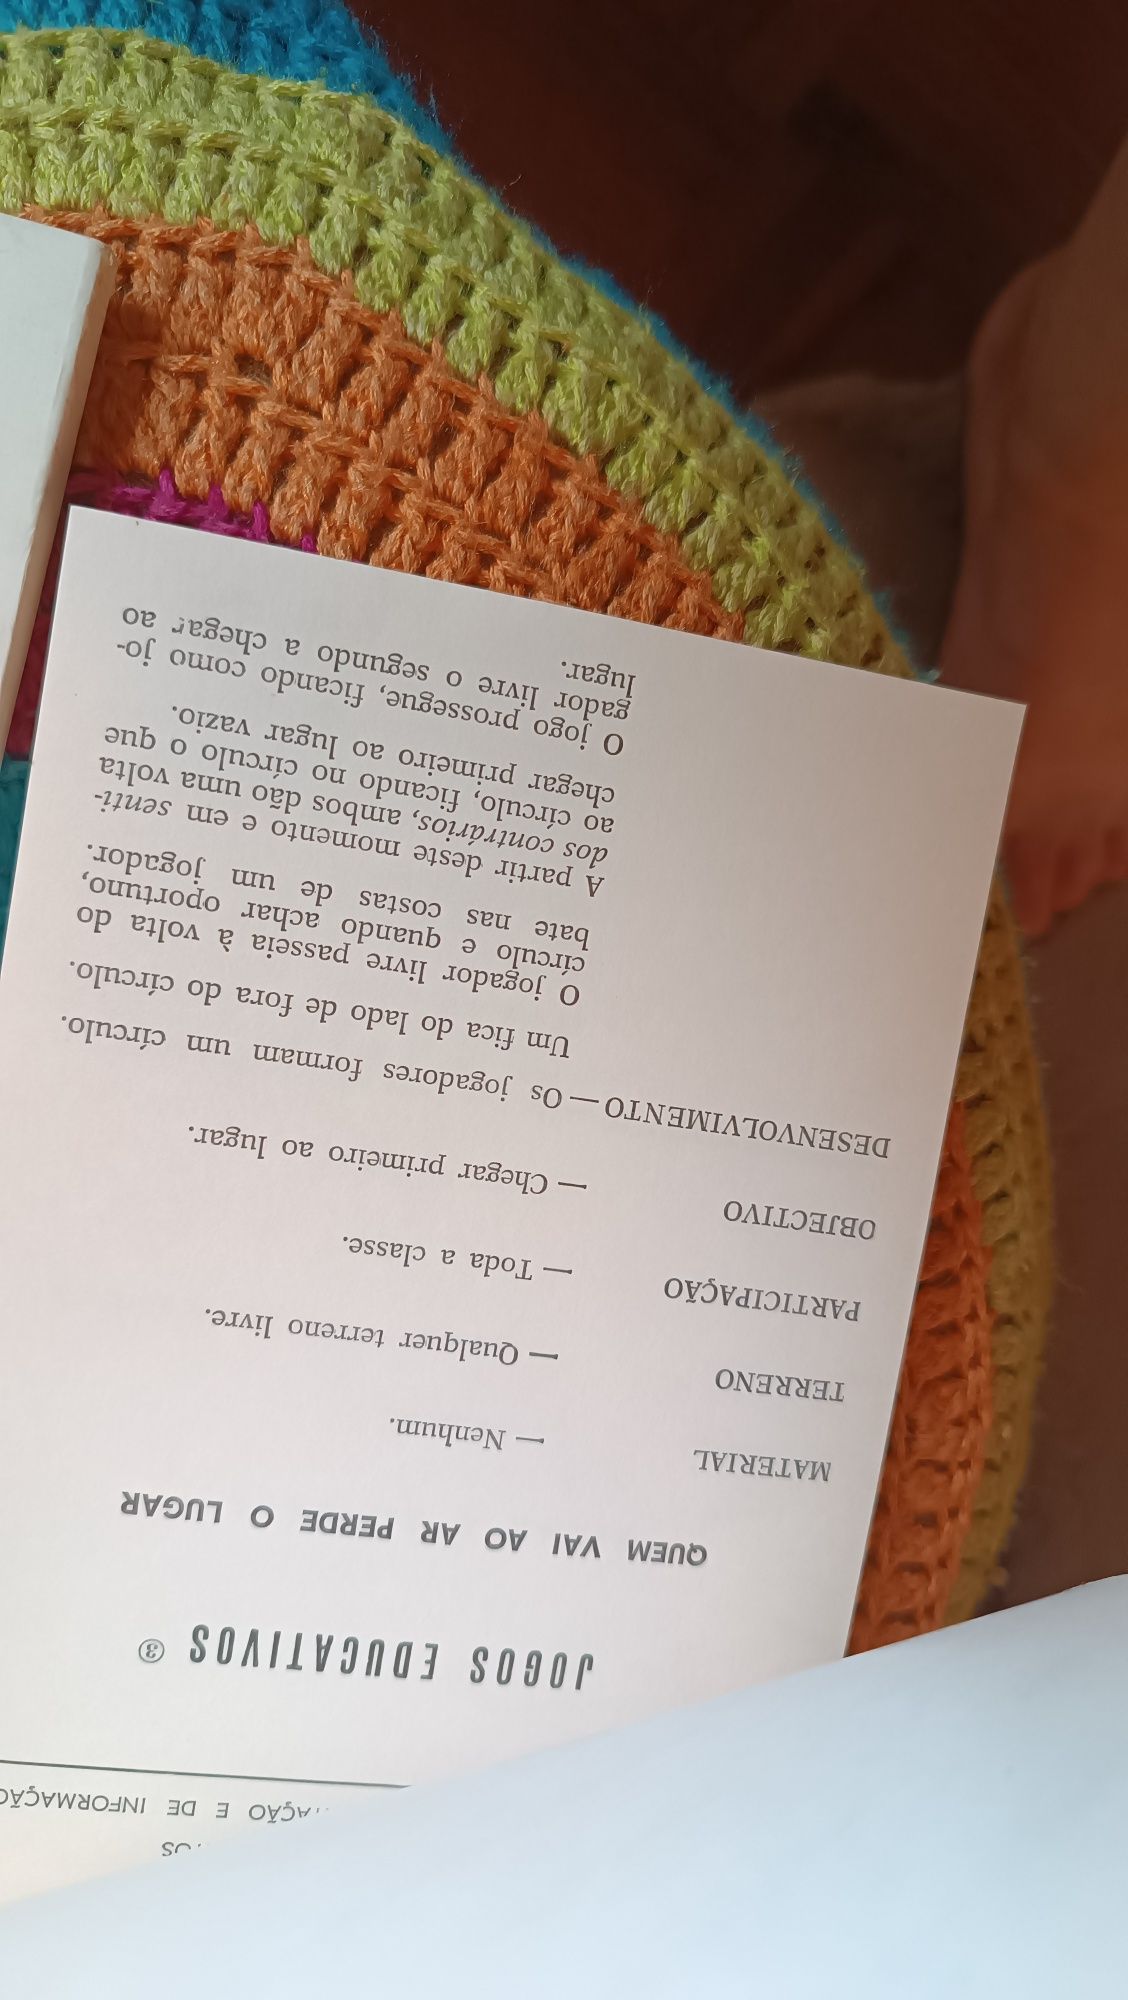 E DE INFORMAÇÃO
JOGOS EDUCATIVOS ③
QUEM VAI AO AR PERDE O LUGAR
MATERIAL — Nenhum.
TERRENO — Qualquer terreno livre.
PARTICIPAÇÃO — Toda a classe.
OBJECTIVO — Chegar primeiro ao lugar.
DESENVOLVIMENTO — Os jogadores formam um círculo.
Um fica do lado de fora do círculo.
O jogador livre passeia à volta do
círculo e quando achar oportuno,
bate nas costas de um jogador.
A partir deste momento e em senti-
dos contrários, ambos dão uma volta
ao círculo, ficando no círculo o que
chegar primeiro ao lugar vazio.
O jogo prossegue, ficando como jo-
gador livre o segundo a chegar ao
lugar.